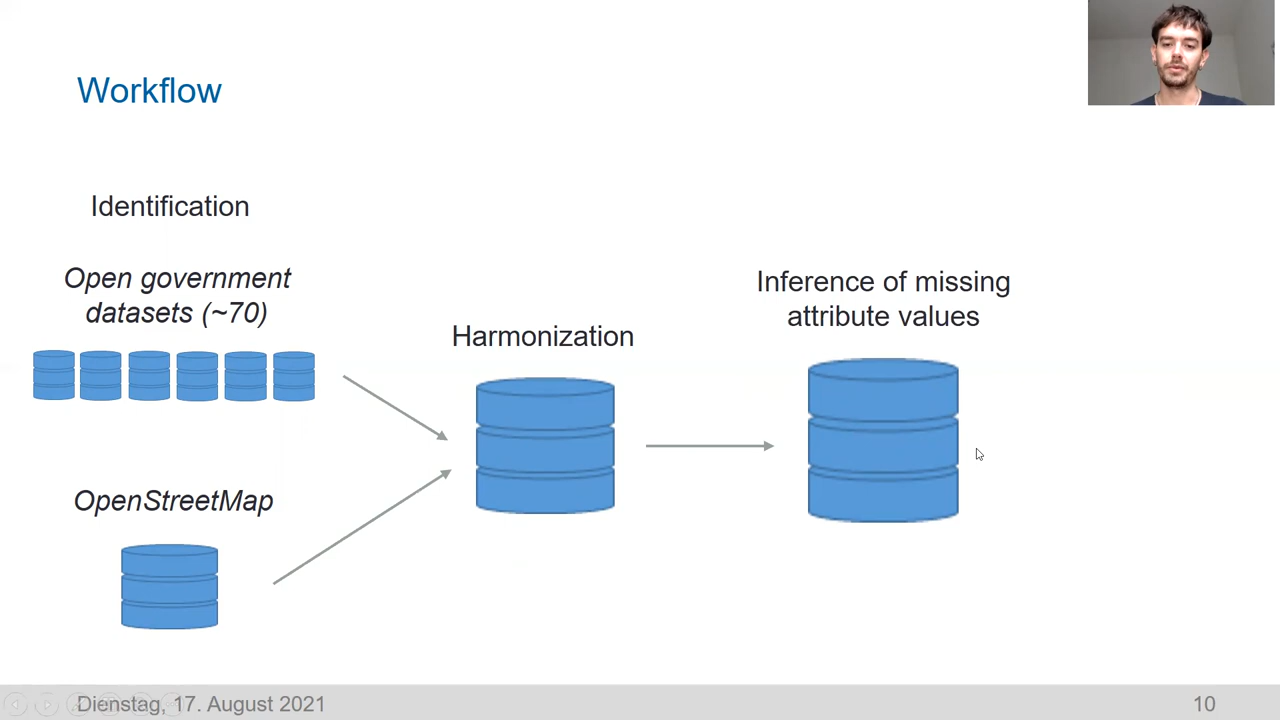 Workflow
Identification
Open government
datasets (~70)
OpenStreetMap
Harmonization
Inference of missing
attribute values
Dienstag, 17. August 2021
10